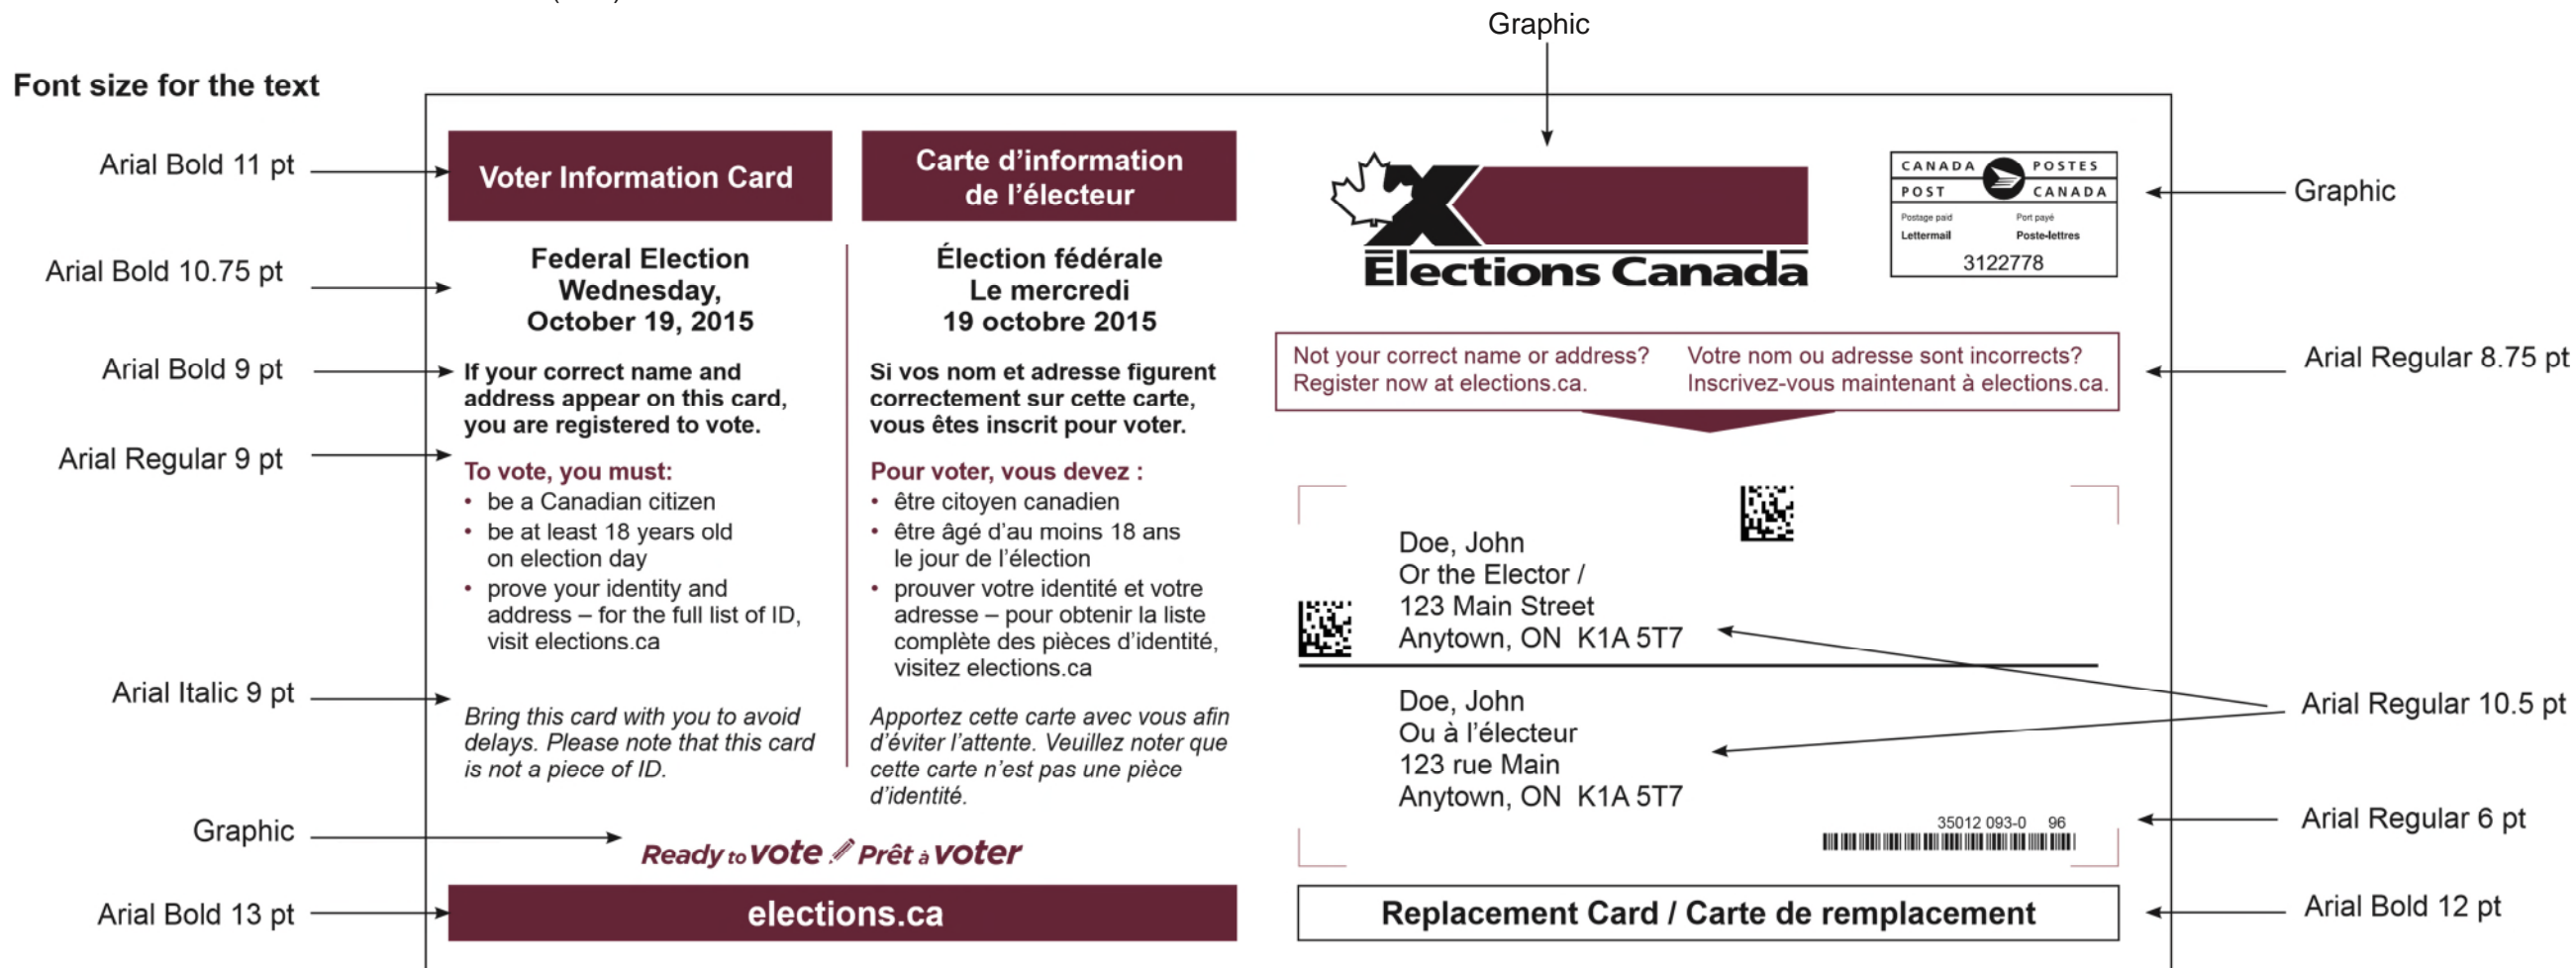 Graphic
Font size for the text
Arial Bold 11 pt
Arial Bold 10.75 pt
Arial Bold 9 pt
Arial Regular 9 pt
Arial Italic 9 pt
Graphic
Arial Bold 13 pt
Voter Information Card
Federal Election
Wednesday,
October 19, 2015
If your correct name and
address appear on this card,
you are registered to vote.
To vote, you must:
• be a Canadian citizen
• be at least 18 years old
on election day
• prove your identity and
address – for the full list of ID,
visit elections.ca
Bring this card with you to avoid
delays. Please note that this card
is not a piece of ID.
Carte d’information
de l’électeur
Élection fédérale
Le mercredi
19 octobre 2015
Si vos nom et adresse figurent
correctement sur cette carte,
vous êtes inscrit pour voter.
Pour voter, vous devez :
• être citoyen canadien
• être âgé d’au moins 18 ans
le jour de l’élection
• prouver votre identité et votre
adresse – pour obtenir la liste
complète des pièces d’identité,
visitez elections.ca
Apportez cette carte avec vous afin
d’éviter l’attente. Veuillez noter que
cette carte n’est pas une pièce
d’identité.
Ready to vote Prêt à voter
elections.ca
X
Elections Canada
CANADA POSTES
POST CANADA
Postage paid Port payé
Lettermail Poste-lettres
3122778
Not your correct name or address?
Register now at elections.ca.
Votre nom ou adresse sont incorrects?
Inscrivez-vous maintenant à elections.ca.
Doe, John
Or the Elector /
123 Main Street
Anytown, ON K1A 5T7
Doe, John
Ou à l’électeur
123 rue Main
Anytown, ON K1A 5T7
35012 093-0 96
Replacement Card / Carte de remplacement
Graphic
Arial Regular 8.75 pt
Arial Regular 10.5 pt
Arial Regular 6 pt
Arial Bold 12 pt